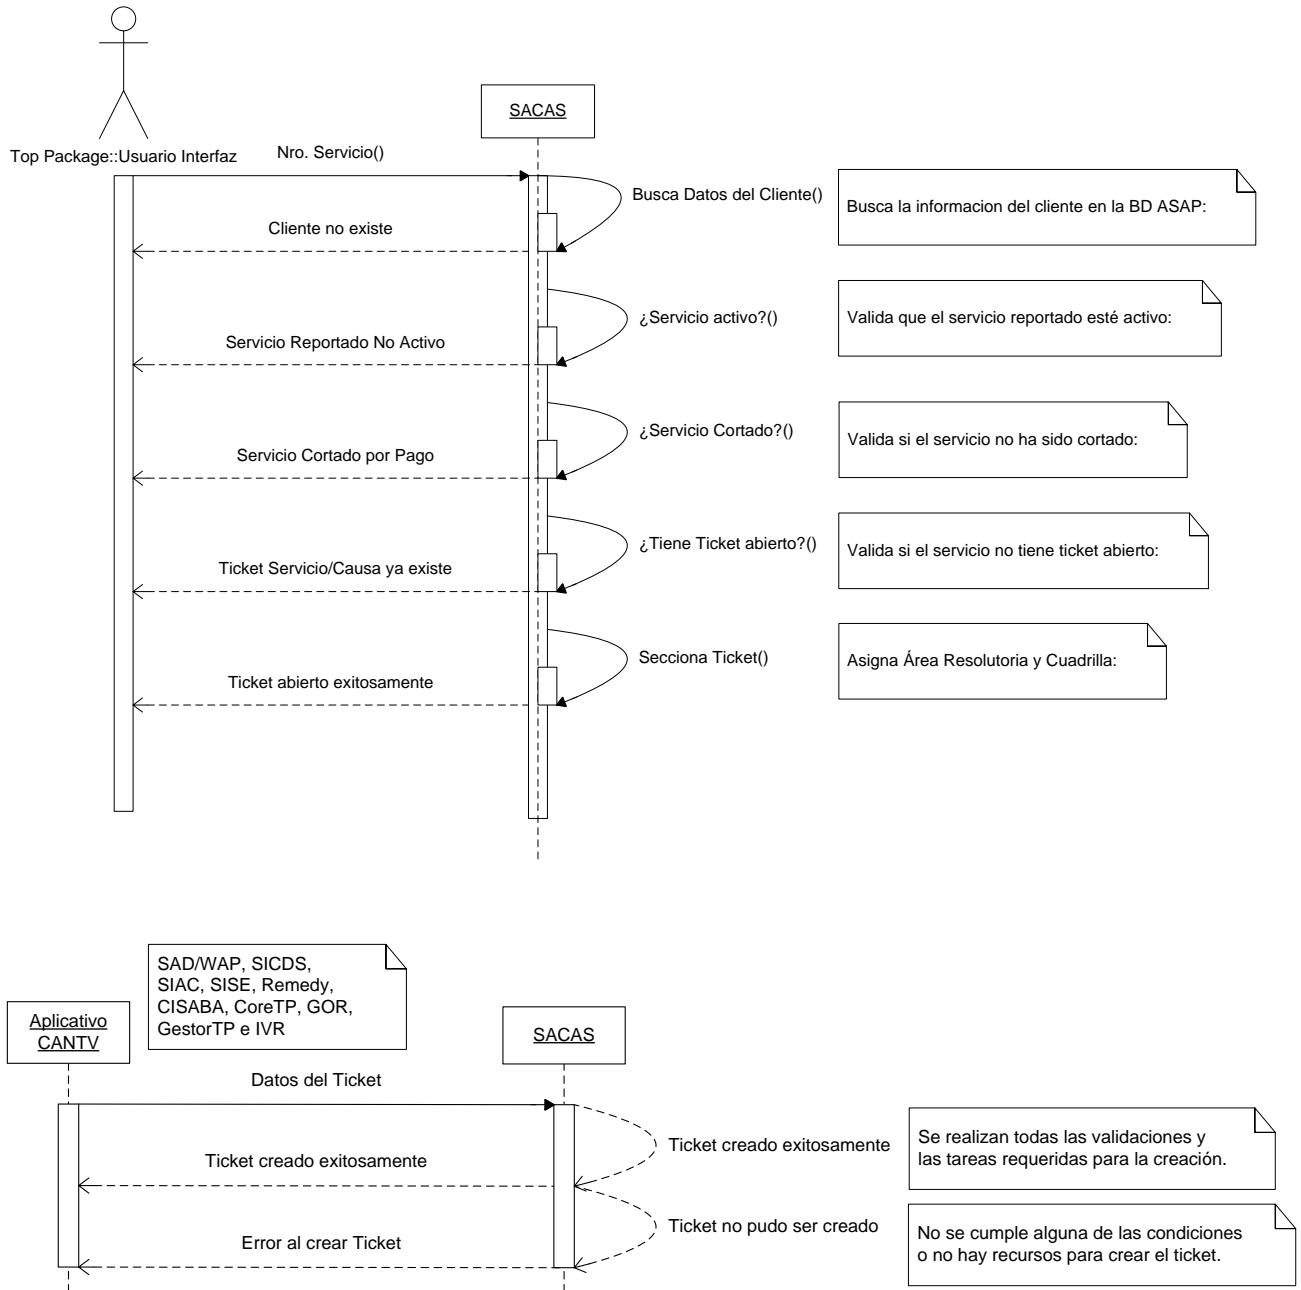 SACAS
Top Package::Usuario Interfaz
Nro. Servicio()
Busca Datos del Cliente()
Busca la informacion del cliente en la BD ASAP:
Cliente no existe
¿Servicio activo?()
Valida que el servicio reportado esté activo:
Servicio Reportado No Activo
¿Servicio Cortado?()
Valida si el servicio no ha sido cortado:
Servicio Cortado por Pago
¿Tiene Ticket abierto?()
Valida si el servicio no tiene ticket abierto:
Ticket Servicio/Causa ya existe
Secciona Ticket()
Asigna Área Resolutoria y Cuadrilla:
Ticket abierto exitosamente
SAD/WAP, SICDS,
SIAC, SISE, Remedy,
CISABA, CoreTP, GOR,
GestorTP e IVR
Aplicativo
CANTV
SACAS
Datos del Ticket
Ticket creado exitosamente
Se realizan todas las validaciones y
las tareas requeridas para la creación.
Ticket creado exitosamente
Ticket no pudo ser creado
No se cumple alguna de las condiciones
o no hay recursos para crear el ticket.
Error al crear Ticket